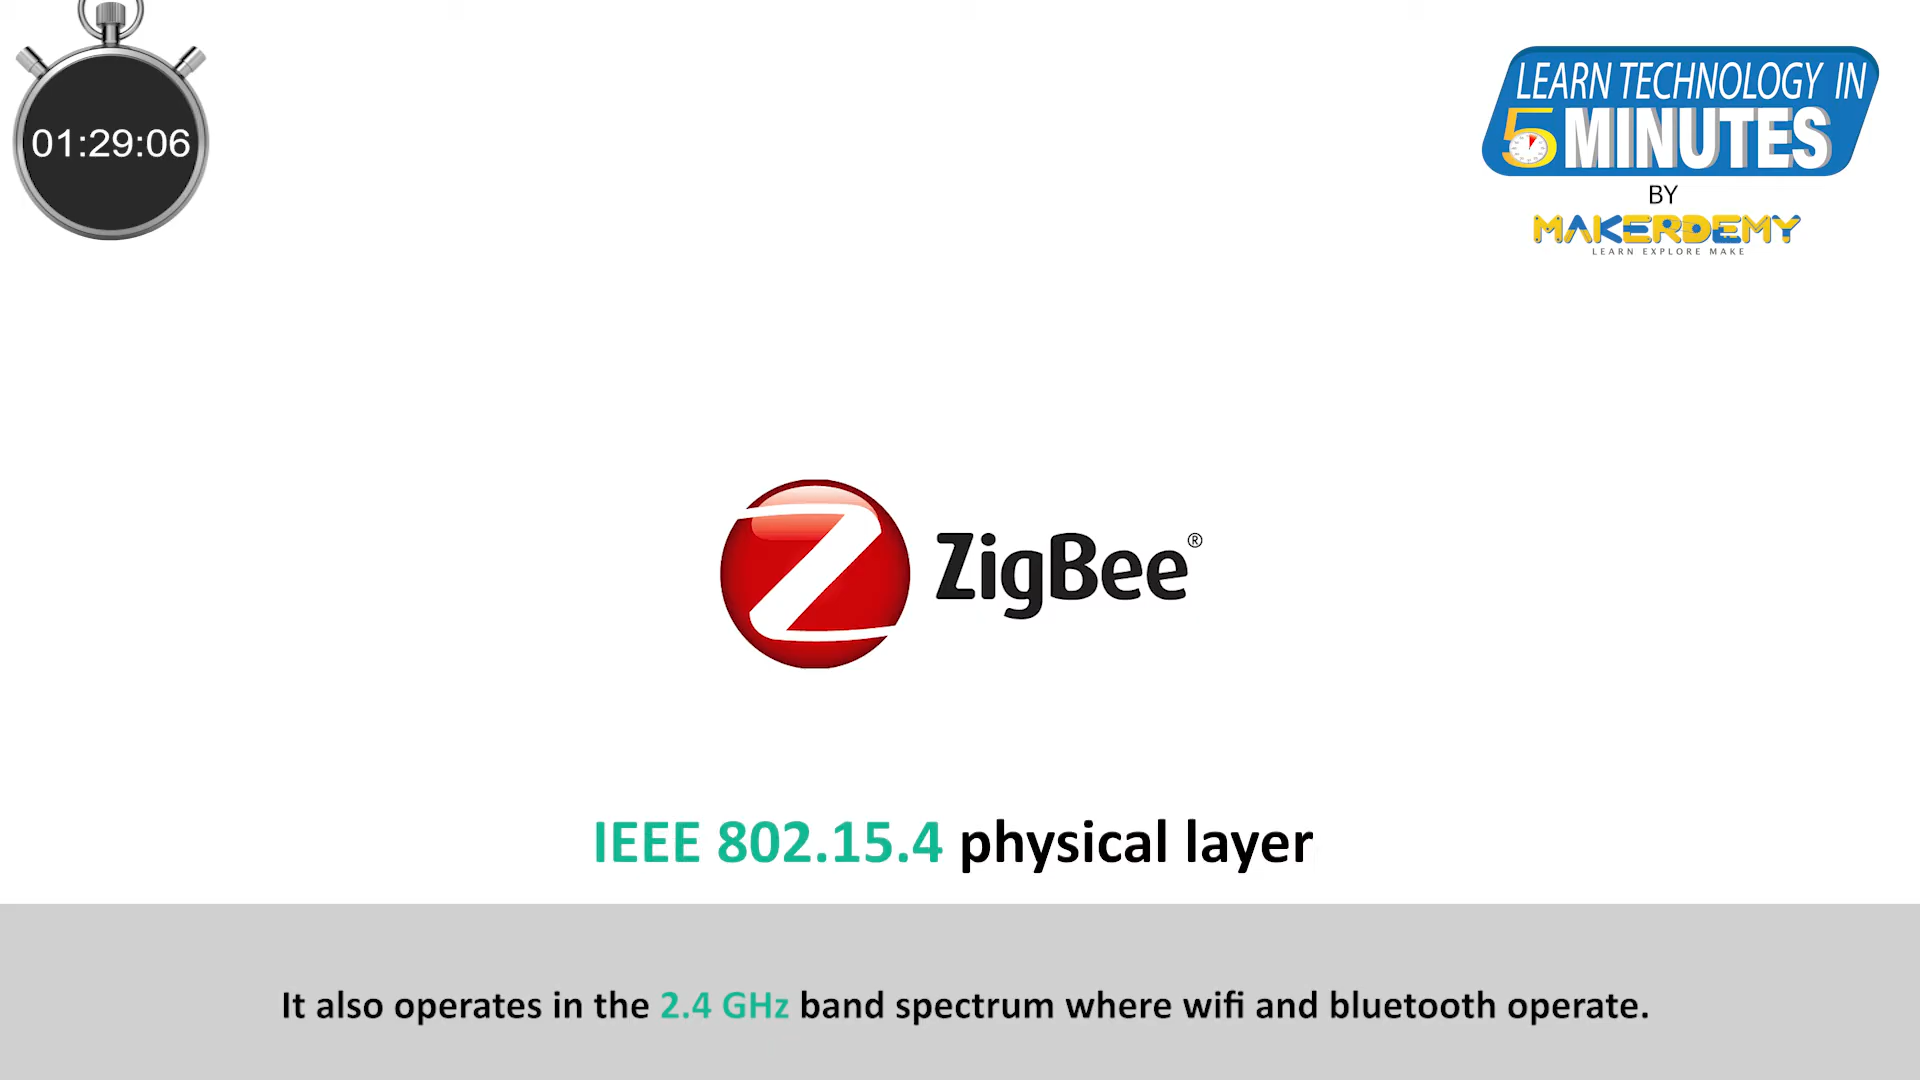 01:29:06
LEARN TECHNOLOGY IN
5 MINUTES
BY
MAKERDEMY
LEARN EXPLORE MAKE
ZigBee®
IEEE 802.15.4 physical layer
It also operates in the 2.4 GHz band spectrum where wifi and bluetooth operate.